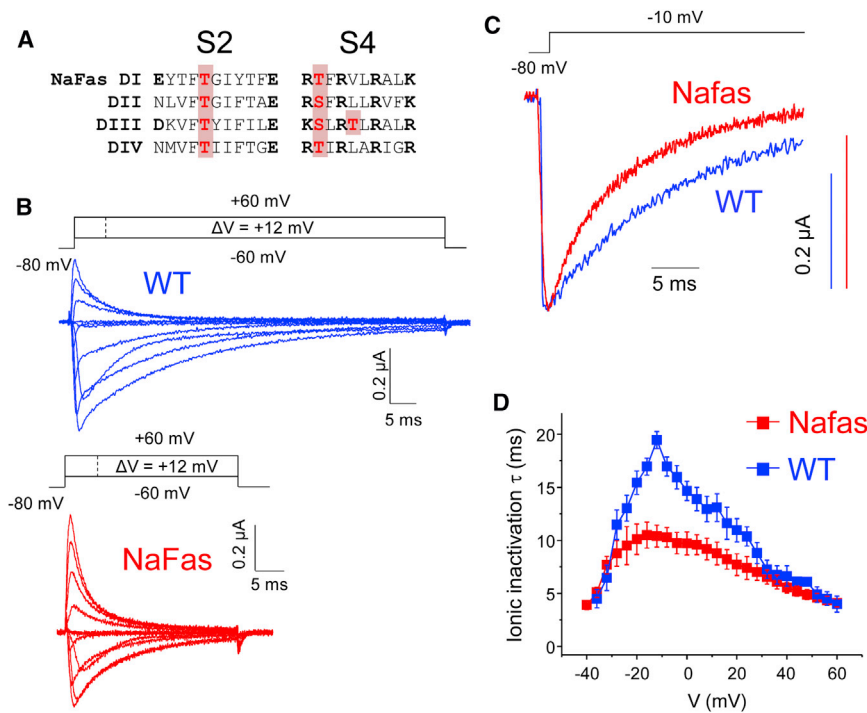 A
S2 S4
NaFas DI EYTFTGIYTFE RTFRVLRALK
DII NLVFTGIFTAE RSFRLLRVFK
DIII DKVFTYIFILE KSLRTLRALR
DIV NMVFTIIFTGE RTIRLARIGR
B
+60 mV
ΔV = +12 mV
-60 mV
-80 mV
WT
0.2 µA
5 ms
+60 mV
ΔV = +12 mV
-60 mV
-80 mV
NaFas
0.2 µA
5 ms
C
-10 mV
-80 mV
Nafas
WT
5 ms
0.2 µA
D
Nafas
WT
Ionic inactivation τ (ms)
20
15
10
5
0
-40 -20 0 20 40 60
V (mV)